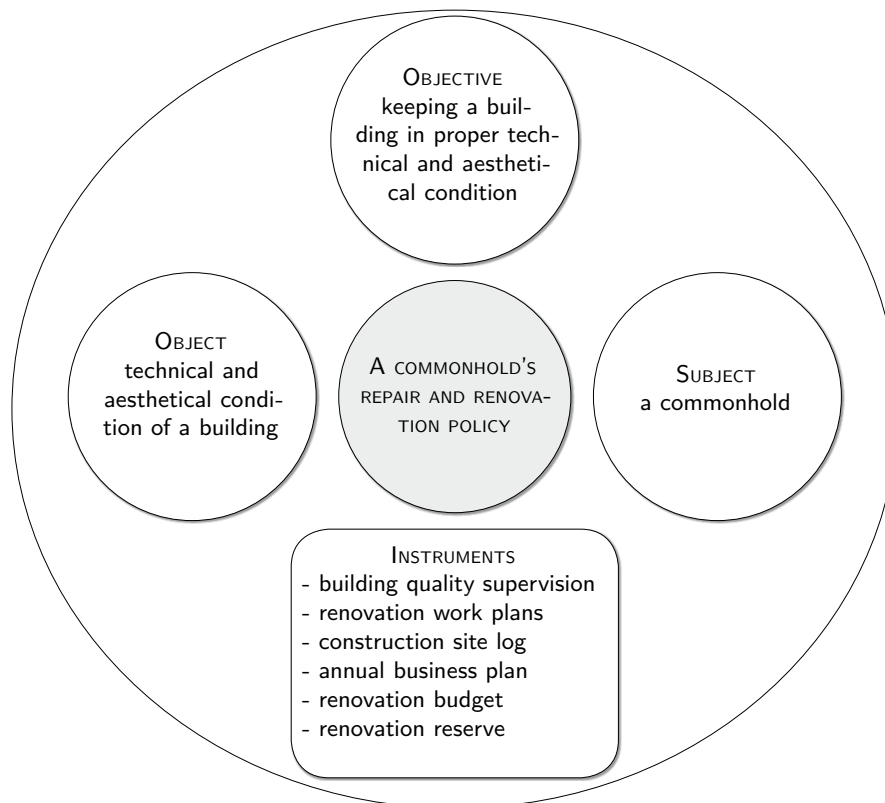 OBJECTIVE
keeping a buil-
ding in proper tech-
nical and aestheti-
cal condition
OBJECT
technical and
aesthetical condi-
tion of a building
A COMMONHOLD'S
REPAIR AND RENOVA-
TION POLICY
SUBJECT
a commonhold
INSTRUMENTS
- building quality supervision
- renovation work plans
- construction site log
- annual business plan
- renovation budget
- renovation reserve